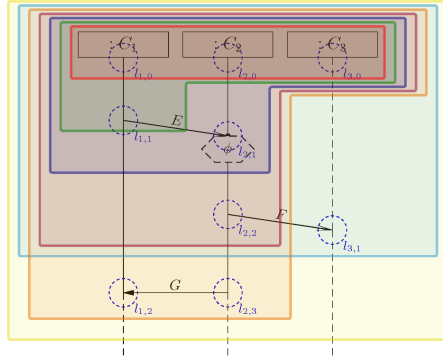 : C₁ : C₂ : C₃
l₁,₀ l₂,₀ l₃,₀
E
l₁,₁ l₂,₁
ϕ
F
l₂,₂ l₃,₁
G
l₁,₂ l₂,₃